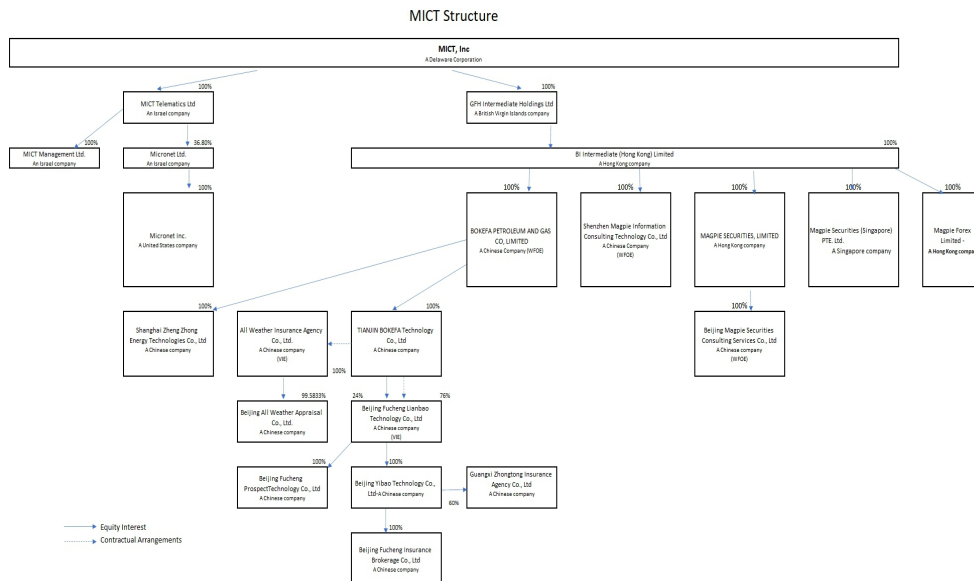 MICT Structure
MICT, Inc
A Delaware Corporation
100%
100%
MICT Telematics Ltd
An Israel company
GFH Intermediate Holdings Ltd
A British Virgin Islands company
100%
36.80%
100%
MICT Management Ltd.
An Israel company
Micronet Ltd.
An Israel company
BI Intermediate (Hong Kong) Limited
A Hong Kong company
100%
100%
100%
100%
100%
100%
Micronet Inc.
A United States company
BOKEFA PETROLEUM AND GAS
CO, LIMITED
A Chinese Company (WFOE)
Shenzhen Magpie Information
Consulting Technology Co., Ltd
A Chinese Company
(WFOE)
MAGPIE SECURITIES, LIMITED
A Hong Kong company
Magpie Securities (Singapore)
PTE. Ltd.
A Singapore company
Magpie Forex
Limited -
A Hong Kong company
100%
100%
100%
Shanghai Zheng Zhong
Energy Technologies Co., Ltd
A Chinese company
All Weather Insurance Agency
Co., Ltd.
A Chinese company
(VIE)
TIANJIN BOKEFA Technology
Co., Ltd
A Chinese company
Beijing Magpie Securities
Consulting Services Co., Ltd
A Chinese company
(WFOE)
100%
99.5833%
24%
76%
Beijing All Weather Appraisal
Co., Ltd.
A Chinese company
Beijing Fucheng Lianbao
Technology Co., Ltd
A Chinese company
(VIE)
100%
100%
Beijing Fucheng
ProspectTechnology Co., Ltd
A Chinese company
Beijing Yibao Technology Co.,
Ltd-A Chinese company
Guangxi Zhongtong Insurance
Agency Co., Ltd
A Chinese company
60%
100%
Beijing Fucheng Insurance
Brokerage Co., Ltd
A Chinese company
Equity Interest
Contractual Arrangements